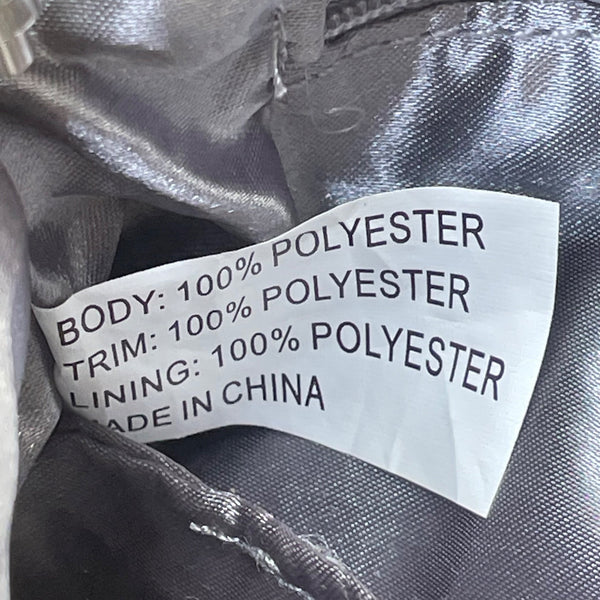 BODY: 100% POLYESTER
TRIM: 100% POLYESTER
LINING: 100% POLYESTER
MADE IN CHINA